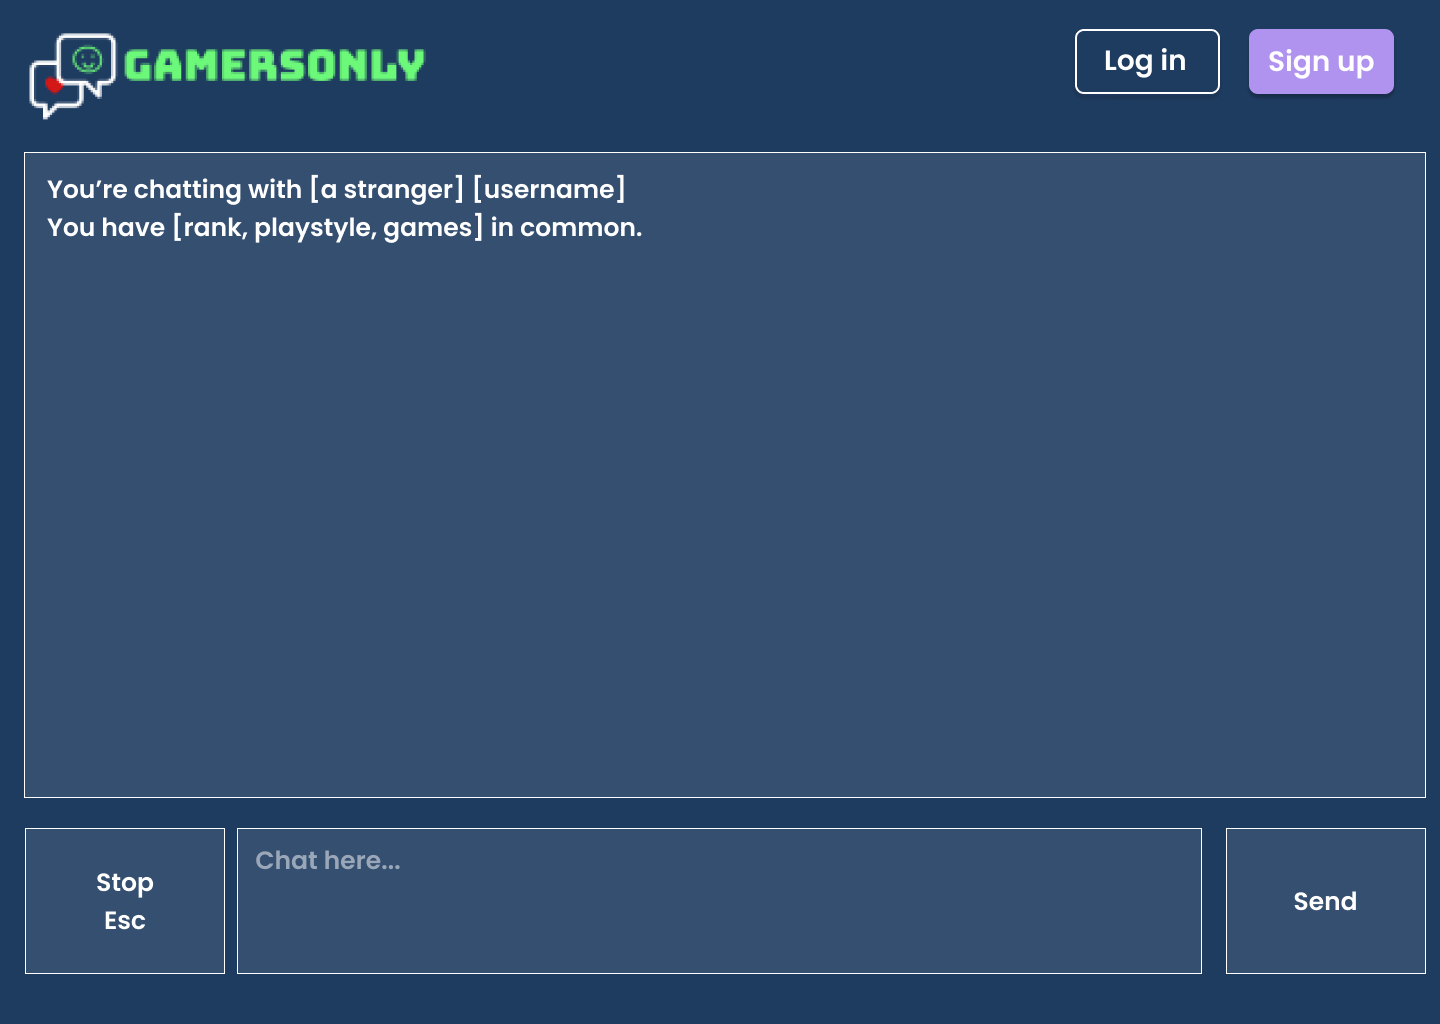 GAMERSONLY
Log in
Sign up
You’re chatting with [a stranger] [username]
You have [rank, playstyle, games] in common.
Stop
Esc
Chat here...
Send